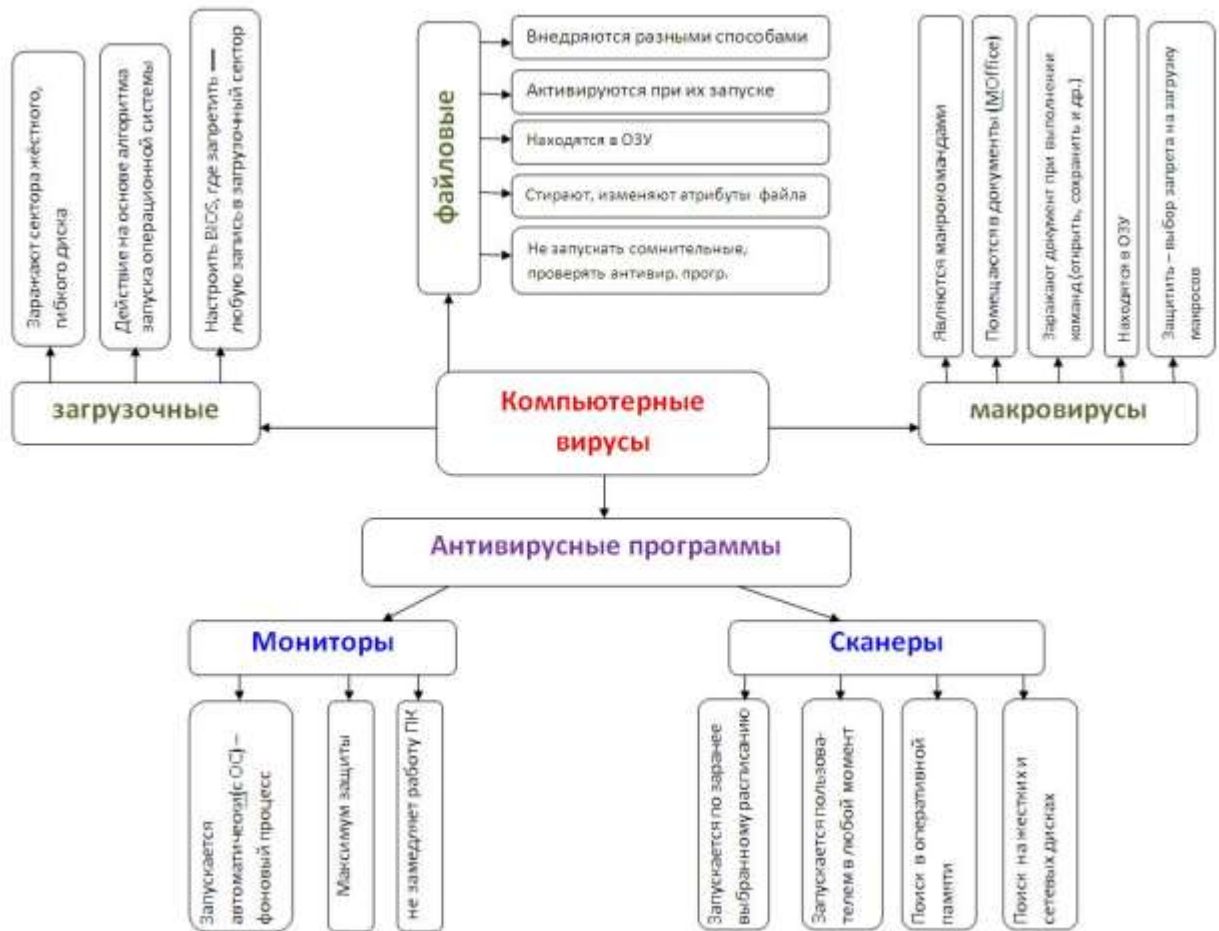 Заражают сектора жёсткого,
гибкого диска
Действие на основе алгоритма
запуска операционной системы
Настроить BIOS, где запретить —
любую запись в загрузочный сектор
загрузочные
файловые
Внедряются разными способами
Активируются при их запуске
Находятся в ОЗУ
Стирают, изменяют атрибуты файла
Не запускать сомнительные,
проверять антивир. прогр.
Являются макрокомандами
Помещаются в документы (MOffice)
Заражают документ при выполнении
команд (открыть, сохранить и др.)
Находятся в ОЗУ
Защитить – выбор запрета на загрузку
макросов
макровирусы
Компьютерные
вирусы
Антивирусные программы
Мониторы
Запускается
автоматически(с ОС) –
фоновый процесс
Максимум защиты
не замедляет работу ПК
Сканеры
Запускается по заранее
выбранному расписанию
Запускается пользова-
телем в любой момент
Поиск в оперативной
памяти
Поиск на жестких и
сетевых дисках